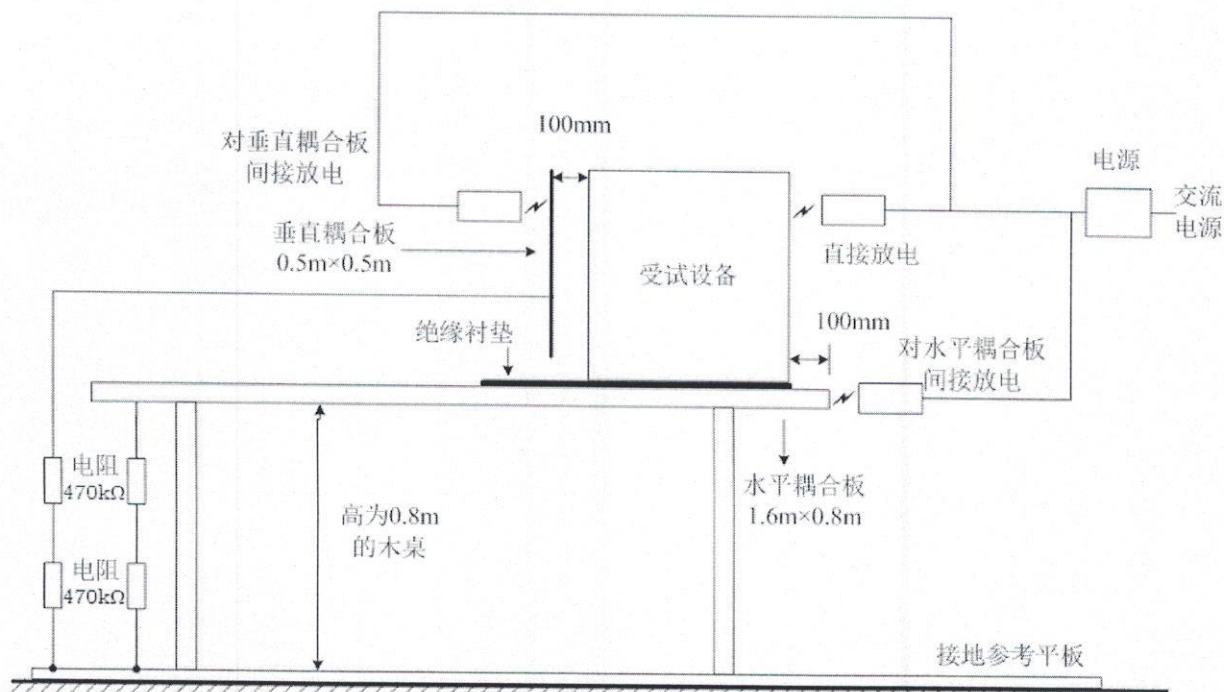 100mm
对垂直耦合板
间接放电
电源
交流
电源
垂直耦合板
0.5m×0.5m
受试设备
直接放电
100mm
绝缘衬垫
对水平耦合板
间接放电
电阻
470kΩ
水平耦合板
1.6m×0.8m
高为0.8m
的木桌
电阻
470kΩ
接地参考平板